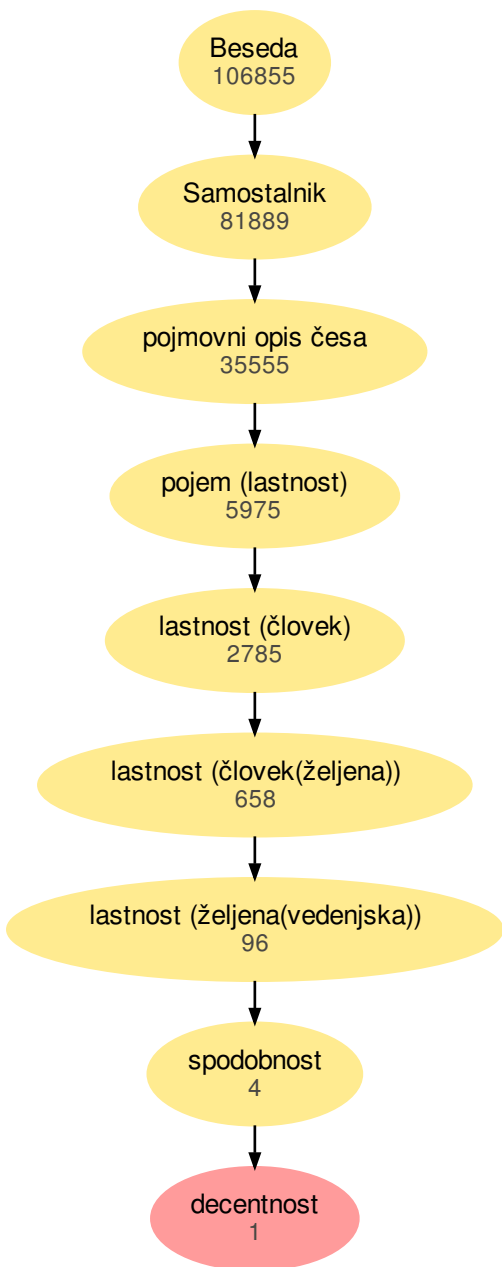 Beseda
106855
Samostalnik
81889
pojmovni opis česa
35555
pojem (lastnost)
5975
lastnost (človek)
2785
lastnost (človek(željena))
658
lastnost (željena(vedenjska))
96
spodobnost
4
decentnost
1